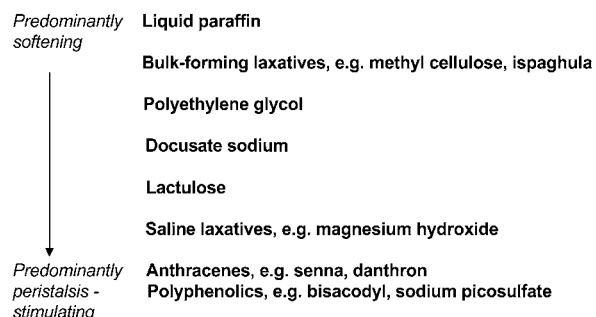 Predominantly
softening
Liquid paraffin
Bulk-forming laxatives, e.g. methyl cellulose, ispaghula
Polyethylene glycol
Docusate sodium
Lactulose
Saline laxatives, e.g. magnesium hydroxide
Predominantly
peristalsis -
stimulating
Anthracenes, e.g. senna, danthron
Polyphenolics, e.g. bisacodyl, sodium picosulfate